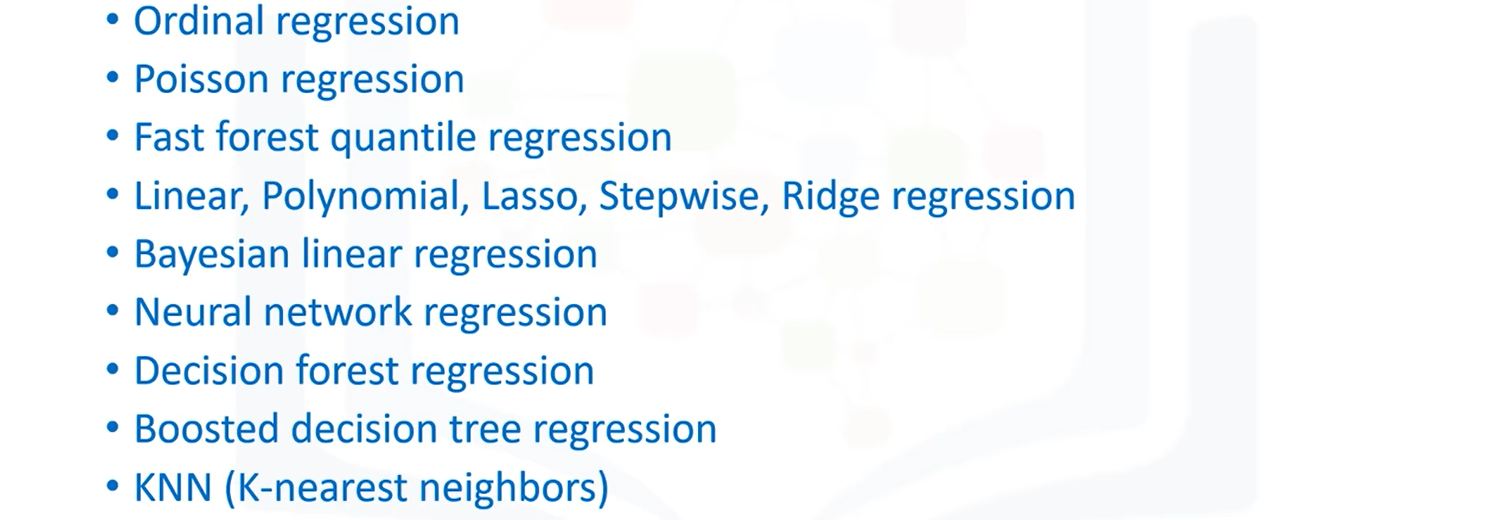 • Ordinal regression
• Poisson regression
• Fast forest quantile regression
• Linear, Polynomial, Lasso, Stepwise, Ridge regression
• Bayesian linear regression
• Neural network regression
• Decision forest regression
• Boosted decision tree regression
• KNN (K-nearest neighbors)